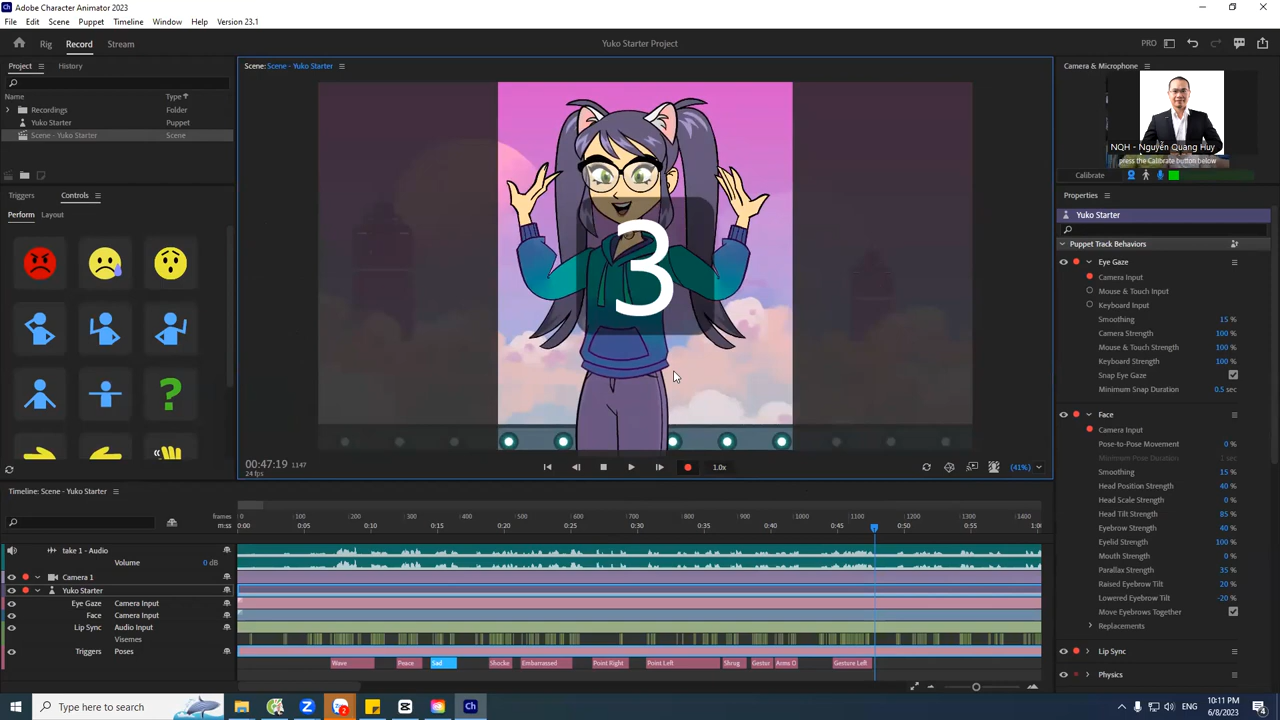 Ch Adobe Character Animator 2023
File Edit Scene Puppet Timeline Window Help Version 23.1
Rig Record Stream Yuko Starter Project PRO
Project History
Name Type
Recordings Folder
Yuko Starter Puppet
Scene - Yuko Starter Scene
Triggers Controls
Perform Layout
?
Scene: Scene - Yuko Starter
3
00:47:19 1147
24 fps
1.0x
(41%)
Camera & Microphone
NQH - Nguyễn Quang Huy
press the Calibrate button below
Calibrate
Properties
Yuko Starter
Puppet Track Behaviors
Eye Gaze
Camera Input
Mouse & Touch Input
Keyboard Input
Smoothing 15 %
Camera Strength 100 %
Mouse & Touch Strength 100 %
Keyboard Strength 100 %
Snap Eye Gaze
Minimum Snap Duration 0.5 sec
Face
Camera Input
Pose-to-Pose Movement 0 %
Minimum Pose Duration 1 sec
Smoothing 15 %
Head Position Strength 40 %
Head Scale Strength 0 %
Head Tilt Strength 85 %
Eyebrow Strength 40 %
Eyelid Strength 100 %
Mouth Strength 0 %
Parallax Strength 35 %
Raised Eyebrow Tilt 20 %
Lowered Eyebrow Tilt -20 %
Move Eyebrows Together
Replacements
Lip Sync
Physics
Timeline: Scene - Yuko Starter
frames 0 100 200 300 400 500 600 700 800 900 1000 1100 1200 1300 1400
m:ss 0:00 0:05 0:10 0:15 0:20 0:25 0:30 0:35 0:40 0:45 0:50 0:55 1:0
take 1 - Audio
Volume 0 dB
Camera 1
Yuko Starter
Eye Gaze Camera Input
Face Camera Input
Lip Sync Audio Input
Visemes
Triggers Poses
Wave Peace Sad Shocke Embarrassed Point Right Point Left Shrug Gestur Arms O Gesture Left
Type here to search
2
Ch
ENG
10:11 PM
6/8/2023
4